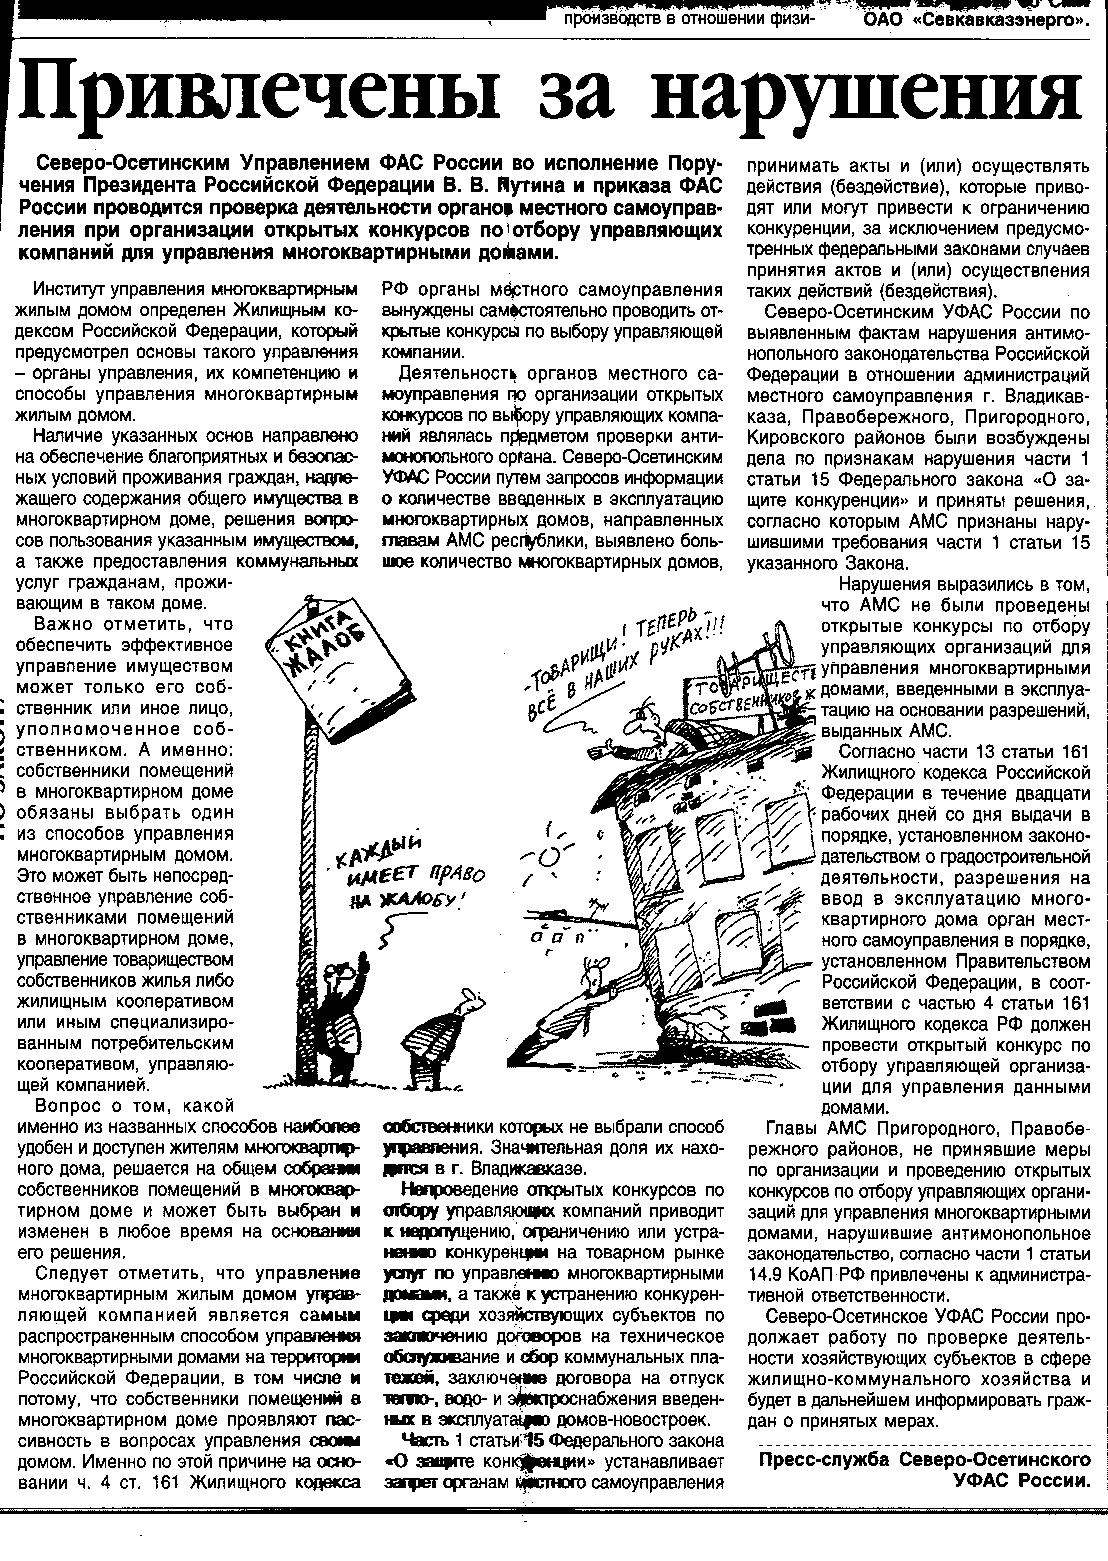 производств в отношении физи-
ОАО «Севкавказэнерго».
Привлечены за нарушения
Северо-Осетинским Управлением ФАС России во исполнение Пору-
чения Президента Российской Федерации В. В. Путина и приказа ФАС
России проводится проверка деятельности органов местного самоуправ-
ления при организации открытых конкурсов по отбору управляющих
компаний для управления многоквартирными домами.
Институт управления многоквартирным
жилым домом определен Жилищным ко-
дексом Российской Федерации, который
предусмотрел основы такого управления
– органы управления, их компетенцию и
способы управления многоквартирным
жилым домом.
Наличие указанных основ направлено
на обеспечение благоприятных и безопас-
ных условий проживания граждан, надле-
жащего содержания общего имущества в
многоквартирном доме, решения вопро-
сов пользования указанным имуществом,
а также предоставления коммунальных
услуг гражданам, прожи-
вающим в таком доме.
Важно отметить, что
обеспечить эффективное
управление имуществом
может только его соб-
ственник или иное лицо,
уполномоченное соб-
ственником. А именно:
собственники помещений
в многоквартирном доме
обязаны выбрать один
из способов управления
многоквартирным домом.
Это может быть непосред-
ственное управление соб-
ственниками помещений
в многоквартирном доме,
управление товариществом
собственников жилья либо
жилищным кооперативом
или иным специализиро-
ванным потребительским
кооперативом, управляю-
щей компанией.
Вопрос о том, какой
именно из названных способов наиболее
удобен и доступен жителям многоквартир-
ного дома, решается на общем собрании
собственников помещений в многоквар-
тирном доме и может быть выбран и
изменен в любое время на основании
его решения.
Следует отметить, что управление
многоквартирным жилым домом управ-
ляющей компанией является самым
распространенным способом управления
многоквартирными домами на территории
Российской Федерации, в том числе и
потому, что собственники помещений в
многоквартирном доме проявляют пас-
сивность в вопросах управления своим
домом. Именно по этой причине на осно-
вании ч. 4 ст. 161 Жилищного кодекса
РФ органы местного самоуправления
вынуждены самостоятельно проводить от-
крытые конкурсы по выбору управляющей
компании.
Деятельность органов местного са-
моуправления по организации открытых
конкурсов по выбору управляющих компа-
ний являлась предметом проверки анти-
монопольного органа. Северо-Осетинским
УФАС России путем запросов информации
о количестве введенных в эксплуатацию
многоквартирных домов, направленных
главам АМС республики, выявлено боль-
шое количество многоквартирных домов,
КНИГА
ЖАЛОБ
-ТОВАРИЩИ! ТЕПЕРЬ-
ВСЁ В НАШИХ РУКАХ!!!
ТОВАРИЩЕСТ
СОБСТВЕННИКОВ Ж
КАЖДЫЙ
ИМЕЕТ ПРАВО
НА ЖАЛОБУ!
собственники которых не выбрали способ
управления. Значительная доля их нахо-
дится в г. Владикавказе.
Непроведение открытых конкурсов по
отбору управляющих компаний приводит
к недопущению, ограничению или устра-
нению конкуренции на товарном рынке
услуг по управлению многоквартирными
домами, а также к устранению конкурен-
ции среди хозяйствующих субъектов по
заключению договоров на техническое
обслуживание и сбор коммунальных пла-
тежей, заключение договора на отпуск
тепло-, водо- и электроснабжения введен-
ных в эксплуатацию домов-новостроек.
Часть 1 статьи 15 Федерального закона
«О защите конкуренции» устанавливает
запрет органам местного самоуправления
принимать акты и (или) осуществлять
действия (бездействие), которые приво-
дят или могут привести к ограничению
конкуренции, за исключением предусмо-
тренных федеральными законами случаев
принятия актов и (или) осуществления
таких действий (бездействия).
Северо-Осетинским УФАС России по
выявленным фактам нарушения антимо-
нопольного законодательства Российской
Федерации в отношении администраций
местного самоуправления г. Владикав-
каза, Правобережного, Пригородного,
Кировского районов были возбуждены
дела по признакам нарушения части 1
статьи 15 Федерального закона «О за-
щите конкуренции» и приняты решения,
согласно которым АМС признаны нару-
шившими требования части 1 статьи 15
указанного Закона.
Нарушения выразились в том,
что АМС не были проведены
открытые конкурсы по отбору
управляющих организаций для
управления многоквартирными
домами, введенными в эксплуа-
тацию на основании разрешений,
выданных АМС.
Согласно части 13 статьи 161
Жилищного кодекса Российской
Федерации в течение двадцати
рабочих дней со дня выдачи в
порядке, установленном законо-
дательством о градостроительной
деятельности, разрешения на
ввод в эксплуатацию много-
квартирного дома орган мест-
ного самоуправления в порядке,
установленном Правительством
Российской Федерации, в соот-
ветствии с частью 4 статьи 161
Жилищного кодекса РФ должен
провести открытый конкурс по
отбору управляющей организа-
ции для управления данными
домами.
Главы АМС Пригородного, Правобе-
режного районов, не принявшие меры
по организации и проведению открытых
конкурсов по отбору управляющих органи-
заций для управления многоквартирными
домами, нарушившие антимонопольное
законодательство, согласно части 1 статьи
14.9 КоАП РФ привлечены к администра-
тивной ответственности.
Северо-Осетинское УФАС России про-
должает работу по проверке деятель-
ности хозяйствующих субъектов в сфере
жилищно-коммунального хозяйства и
будет в дальнейшем информировать граж-
дан о принятых мерах.
Пресс-служба Северо-Осетинского
УФАС России.